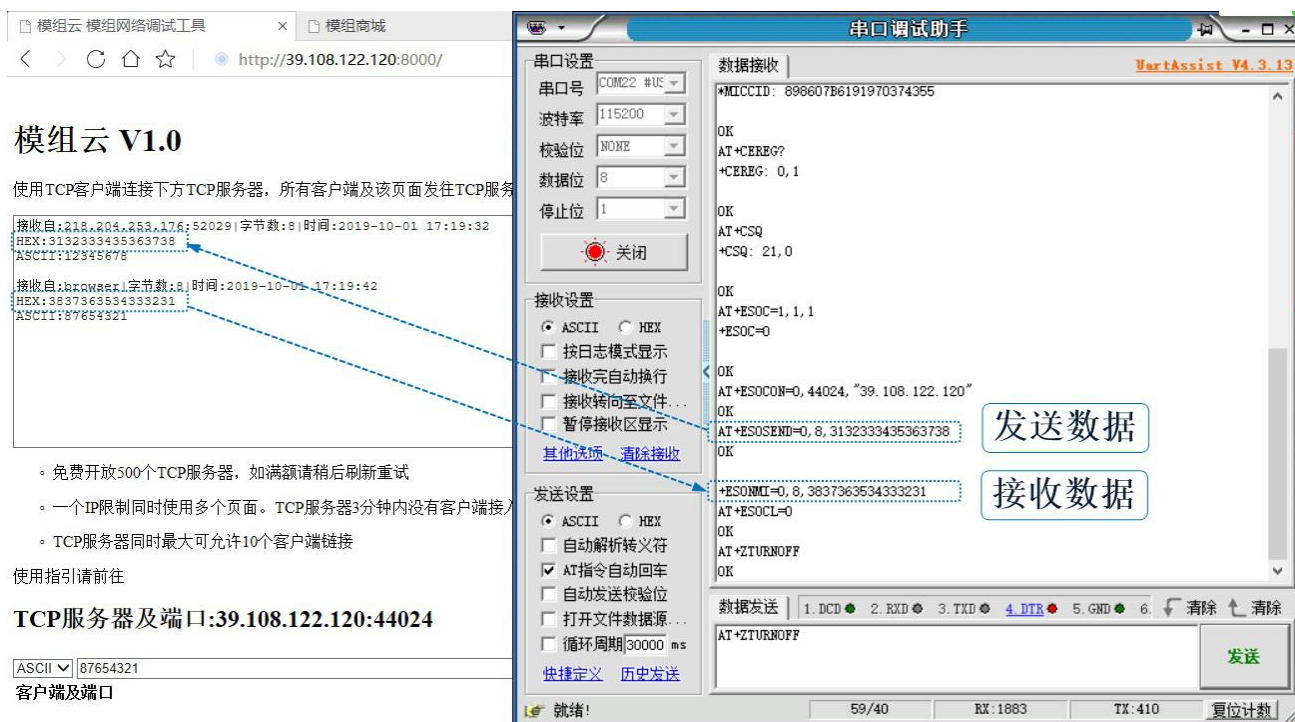 模组云 模组网络调试工具
模组商城
http://39.108.122.120:8000/
模组云 V1.0
使用TCP客户端连接下方TCP服务器，所有客户端及该页面发往TCP服务
接收自:218.204.253.176:52029|字节数:8|时间:2019-10-01 17:19:32
HEX:3132333435363738
ASCII:12345678
接收自:browser|字节数:8|时间:2019-10-01 17:19:42
HEX:3837363534333231
ASCII:87654321
免费开放500个TCP服务器，如满额请稍后刷新重试
一个IP限制同时使用多个页面。TCP服务器3分钟内没有客户端接入
TCP服务器同时最大可允许10个客户端链接
使用指引请前往
TCP服务器及端口:39.108.122.120:44024
ASCII 87654321
客户端及端口
串口调试助手
串口设置
串口号 COM22 #US
波特率 115200
校验位 NONE
数据位 8
停止位 1
关闭
接收设置
ASCII HEX
按日志模式显示
接收完自动换行
接收转向至文件...
暂停接收区显示
其他选项 清除接收
发送设置
ASCII HEX
自动解析转义符
AT指令自动回车
自动发送校验位
打开文件数据源...
循环周期 30000 ms
快捷定义 历史发送
数据接收
UartAssist V4.3.13
*MICCID: 898607B6191970374355
OK
AT+CEREG?
+CEREG: 0,1
OK
AT+CSQ
+CSQ: 21,0
OK
AT+ESOC=1,1,1
+ESOC=0
OK
AT+ESOCON=0,44024,"39.108.122.120"
OK
AT+ESOSEND=0,8,3132333435363738
发送数据
OK
+ESONMI=0,8,3837363534333231
接收数据
AT+ESOCL=0
OK
AT+ZTURNOFF
OK
数据发送 1.DCD 2.RXD 3.TXD 4.DTR 5.GND 6. 清除 清除
AT+ZTURNOFF
发送
就绪! 59/40 RX:1883 TX:410 复位计数